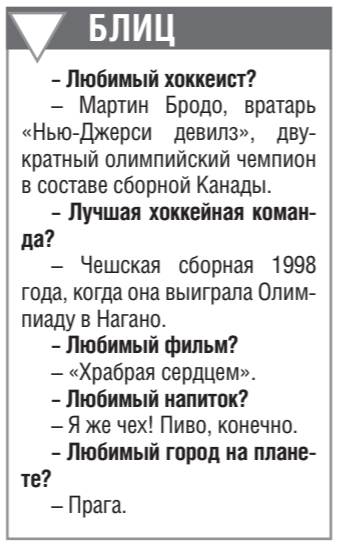 БЛИЦ
– Любимый хоккеист?
– Мартин Бродо, вратарь
«Нью-Джерси девилз», дву-
кратный олимпийский чемпион
в составе сборной Канады.
– Лучшая хоккейная коман-
да?
– Чешская сборная 1998
года, когда она выиграла Олим-
пиаду в Нагано.
– Любимый фильм?
– «Храбрая сердцем».
– Любимый напиток?
– Я же чех! Пиво, конечно.
– Любимый город на плане-
те?
– Прага.